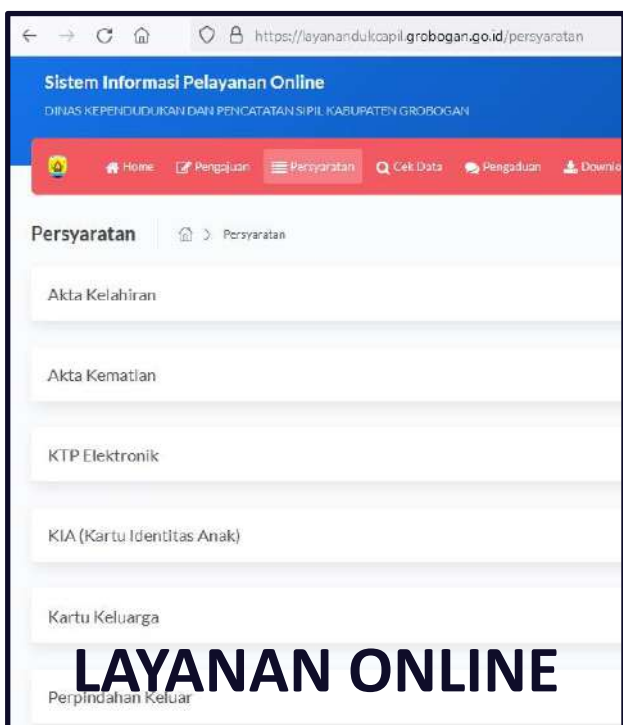 https://layanandukcapil.grobogan.go.id/persyaratan
Sistem Informasi Pelayanan Online
DINAS KEPENDUDUKAN DAN PENCATATAN SIPIL KABUPATEN GROBOGAN
Home Pengajuan Persyaratan Cek Data Pengaduan Downlo
Persyaratan Persyaratan
Akta Kelahiran
Akta Kematian
KTP Elektronik
KIA (Kartu Identitas Anak)
Kartu Keluarga
LAYANAN ONLINE
Perpindahan Keluar